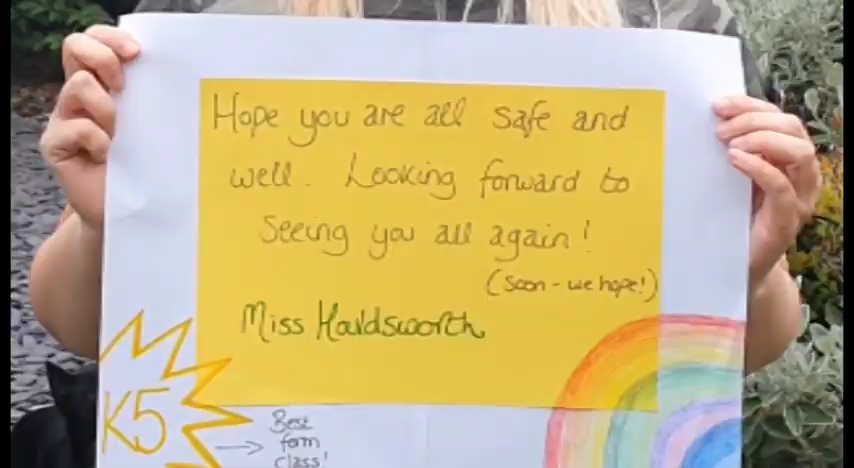 Hope you are all safe and
well. Looking forward to
seeing you all again!
(soon - we hope!)
Miss Houldsworth
K5
Best
form
class!